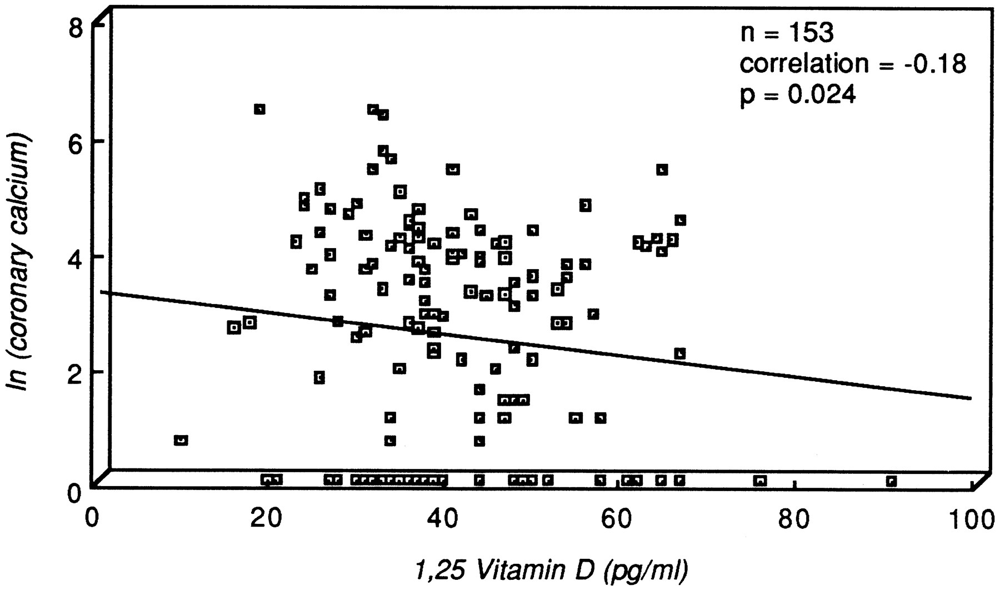 n = 153
correlation = -0.18
p = 0.024
8
6
4
2
0
ln (coronary calcium)
0 20 40 60 80 100
1,25 Vitamin D (pg/ml)